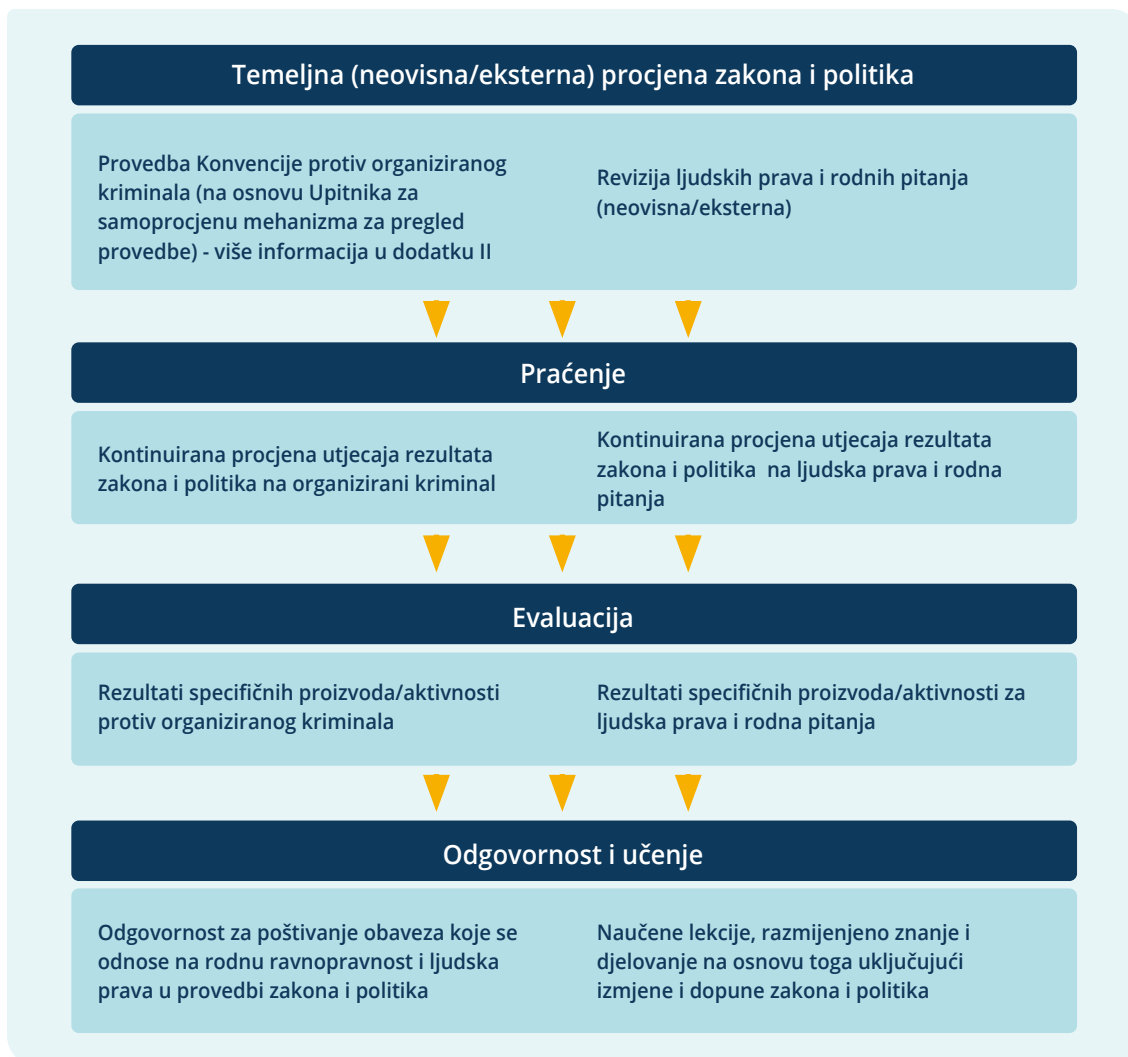 Temeljna (neovisna/eksterna) procjena zakona i politika
Provedba Konvencije protiv organiziranog
kriminala (na osnovu Upitnika za
samoprocjenu mehanizma za pregled
provedbe) - više informacija u dodatku II
Revizija ljudskih prava i rodnih pitanja
(neovisna/eksterna)
Praćenje
Kontinuirana procjena utjecaja rezultata
zakona i politika na organizirani kriminal
Kontinuirana procjena utjecaja rezultata
zakona i politika na ljudska prava i rodna
pitanja
Evaluacija
Rezultati specifičnih proizvoda/aktivnosti
protiv organiziranog kriminala
Rezultati specifičnih proizvoda/aktivnosti za
ljudska prava i rodna pitanja
Odgovornost i učenje
Odgovornost za poštivanje obaveza koje se
odnose na rodnu ravnopravnost i ljudska
prava u provedbi zakona i politika
Naučene lekcije, razmijenjeno znanje i
djelovanje na osnovu toga uključujući
izmjene i dopune zakona i politika